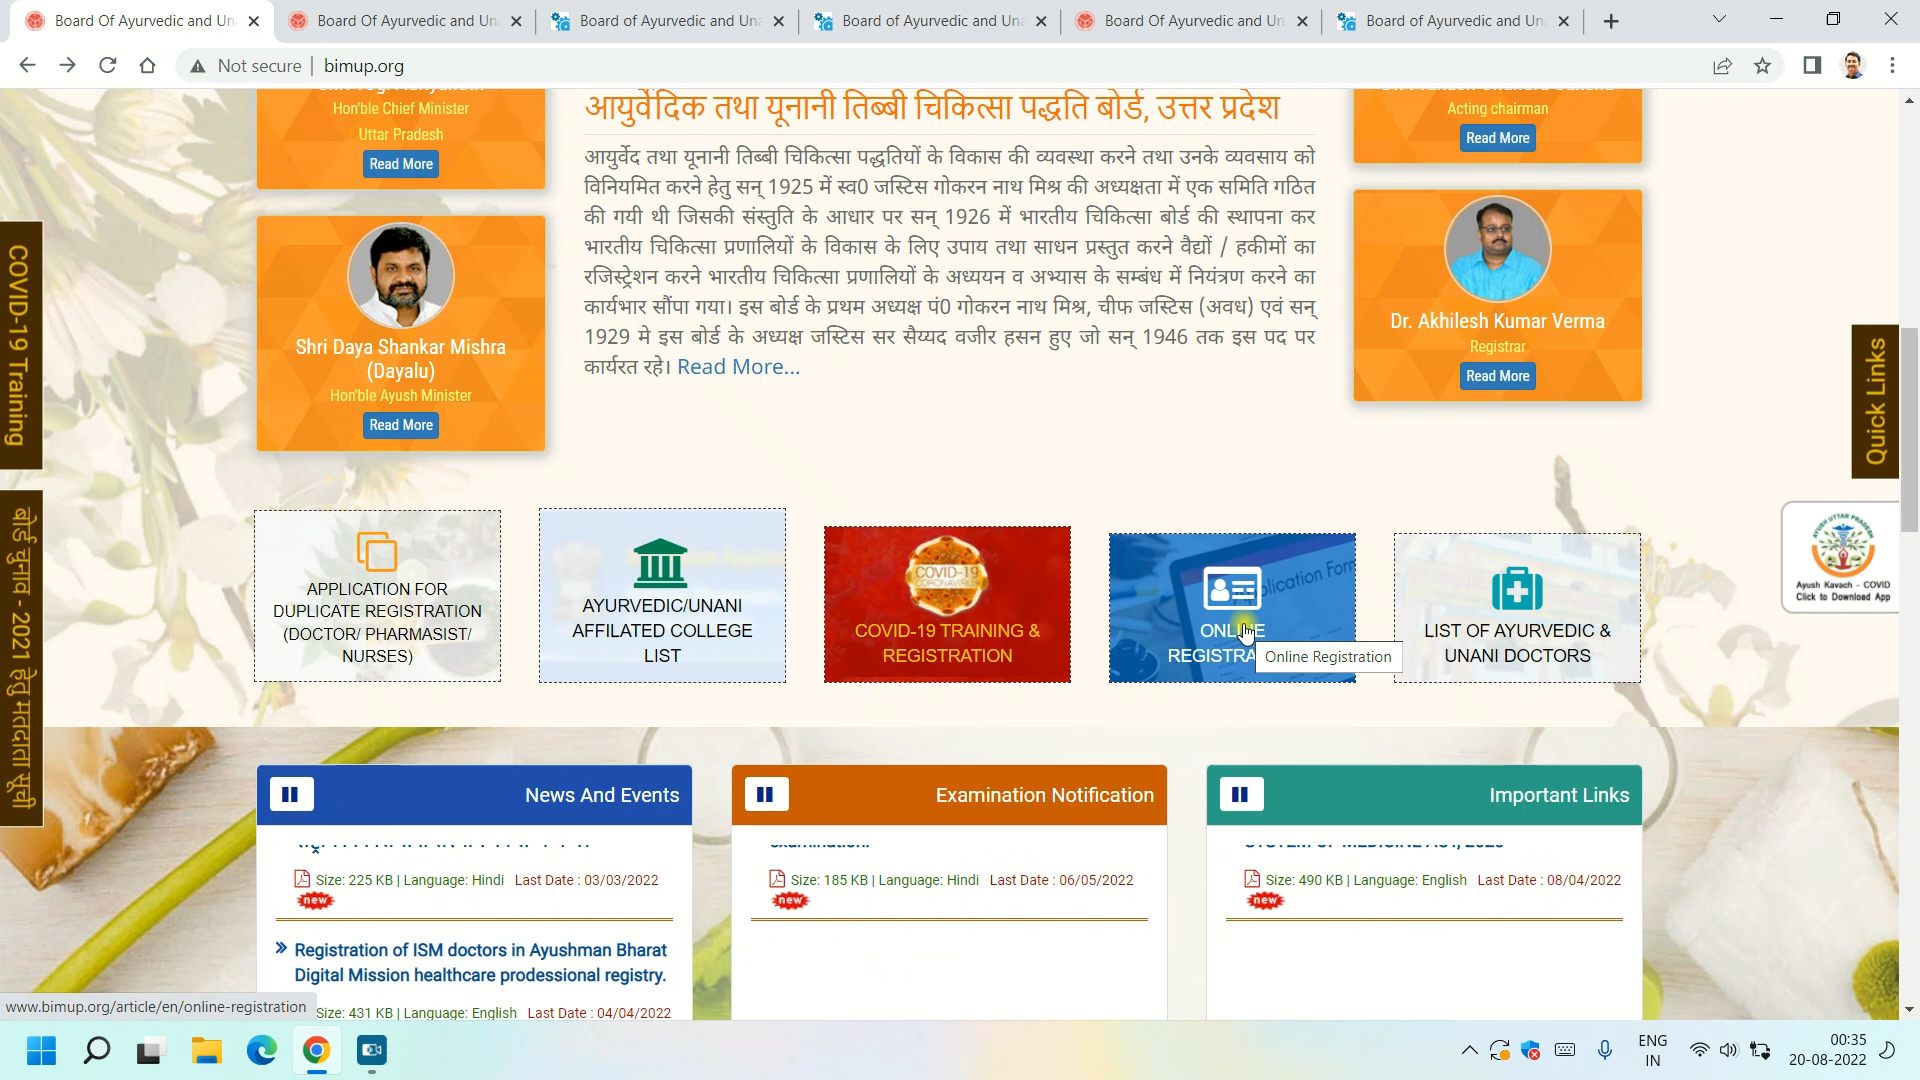 Board Of Ayurvedic and Un
Board Of Ayurvedic and Un
Board of Ayurvedic and Una
Board of Ayurvedic and Una
Board Of Ayurvedic and Un
Board of Ayurvedic and Un
Not secure
bimup.org
Hon'ble Chief Minister
Uttar Pradesh
Read More
Shri Daya Shankar Mishra
(Dayalu)
Hon'ble Ayush Minister
Read More
आयुर्वेदिक तथा यूनानी तिब्बी चिकित्सा पद्धति बोर्ड, उत्तर प्रदेश
आयुर्वेद तथा यूनानी तिब्बी चिकित्सा पद्धतियों के विकास की व्यवस्था करने तथा उनके व्यवसाय को
विनियमित करने हेतु सन् 1925 में स्व0 जस्टिस गोकरन नाथ मिश्र की अध्यक्षता में एक समिति गठित
की गयी थी जिसकी संस्तुति के आधार पर सन् 1926 में भारतीय चिकित्सा बोर्ड की स्थापना कर
भारतीय चिकित्सा प्रणालियों के विकास के लिए उपाय तथा साधन प्रस्तुत करने वैद्यों / हकीमों का
रजिस्ट्रेशन करने भारतीय चिकित्सा प्रणालियों के अध्ययन व अभ्यास के सम्बंध में नियंत्रण करने का
कार्यभार सौंपा गया। इस बोर्ड के प्रथम अध्यक्ष पं0 गोकरन नाथ मिश्र, चीफ जस्टिस (अवध) एवं सन्
1929 मे इस बोर्ड के अध्यक्ष जस्टिस सर सैय्यद वजीर हसन हुए जो सन् 1946 तक इस पद पर
कार्यरत रहे। Read More...
Acting chairman
Read More
Dr. Akhilesh Kumar Verma
Registrar
Read More
COVID-19 Training
बोर्ड चुनाव - 2021 हेतु मतदाता सूची
Quick Links
AYUSH UTTAR PRADESH
Ayush Kavach - COVID
Click to Download App
APPLICATION FOR
DUPLICATE REGISTRATION
(DOCTOR/ PHARMASIST/
NURSES)
AYURVEDIC/UNANI
AFFILATED COLLEGE
LIST
COVID-19
CORONAVIRUS
COVID-19 TRAINING &
REGISTRATION
Application Form
ONLINE
REGISTRA
Online Registration
LIST OF AYURVEDIC &
UNANI DOCTORS
News And Events
Size: 225 KB | Language: Hindi Last Date : 03/03/2022
new
Registration of ISM doctors in Ayushman Bharat
Digital Mission healthcare prodessional registry.
Size: 431 KB | Language: English Last Date : 04/04/2022
Examination Notification
examination.
Size: 185 KB | Language: Hindi Last Date : 06/05/2022
new
Important Links
SYSTEM OF MEDICINE ACT, 2020
Size: 490 KB | Language: English Last Date : 08/04/2022
new
www.bimup.org/article/en/online-registration
ENG
IN
00:35
20-08-2022